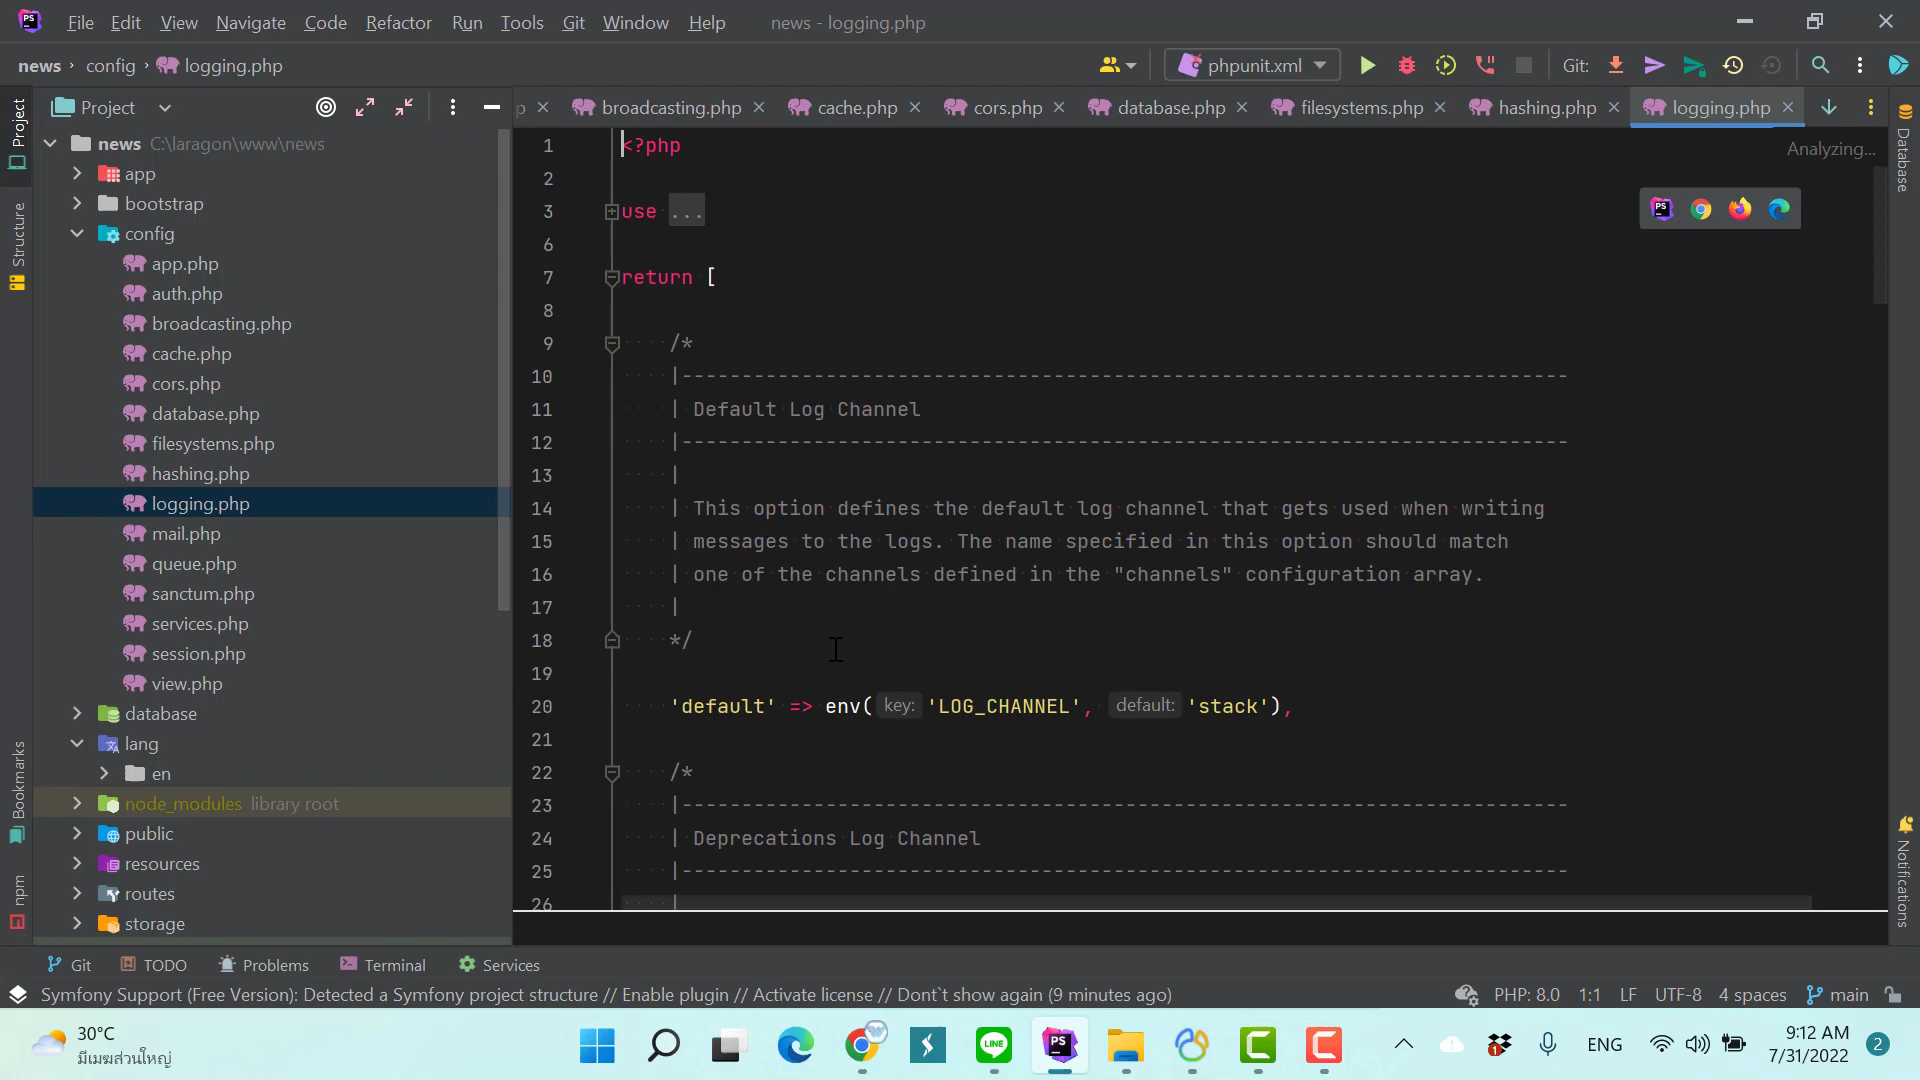 File Edit View Navigate Code Refactor Run Tools Git Window Help news - logging.php
news config logging.php phpunit.xml Git:
Project
p broadcasting.php cache.php cors.php database.php filesystems.php hashing.php logging.php
Project
Structure
Bookmarks
npm
news C:\laragon\www\news
app
bootstrap
config
app.php
auth.php
broadcasting.php
cache.php
cors.php
database.php
filesystems.php
hashing.php
logging.php
mail.php
queue.php
sanctum.php
services.php
session.php
view.php
database
lang
en
node_modules library root
public
resources
routes
storage
Analyzing...
1 <?php
2
3 use ...
6
7 return [
8
9 /*
10 |--------------------------------------------------------------------------
11 | Default Log Channel
12 |--------------------------------------------------------------------------
13 |
14 | This option defines the default log channel that gets used when writing
15 | messages to the logs. The name specified in this option should match
16 | one of the channels defined in the "channels" configuration array.
17 |
18 */
19
20 'default' => env( key: 'LOG_CHANNEL', default: 'stack'),
21
22 /*
23 |--------------------------------------------------------------------------
24 | Deprecations Log Channel
25 |--------------------------------------------------------------------------
26 |
Database
Notifications
Git TODO Problems Terminal Services
Symfony Support (Free Version): Detected a Symfony project structure // Enable plugin // Activate license // Dont`t show again (9 minutes ago) PHP: 8.0 1:1 LF UTF-8 4 spaces main
30°C
มีเมฆส่วนใหญ่
PS
LINE
1
ENG
9:12 AM
7/31/2022
2